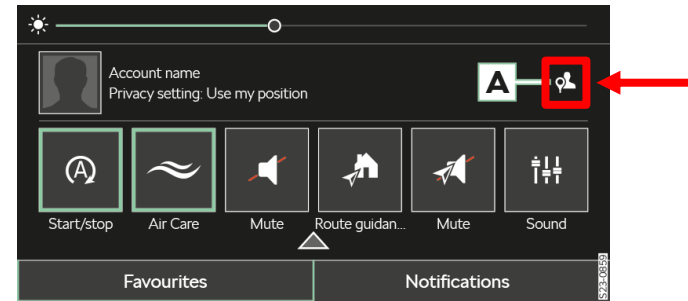 Account name
Privacy setting: Use my position
A
A
Start/stop
Air Care
Mute
Route guidan...
Mute
Sound
Favourites
Notifications
S23-0859